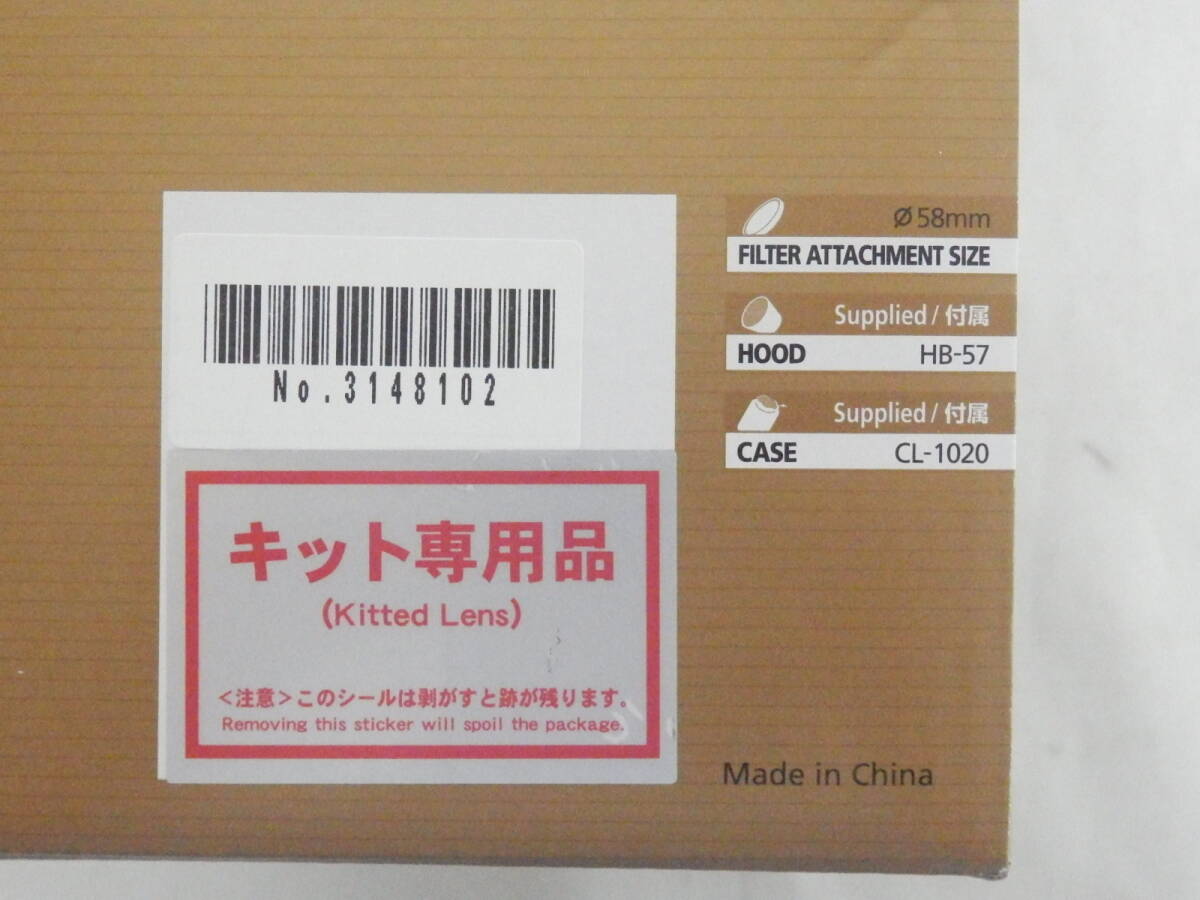 No.3148102
キット専用品
(Kitted Lens)
<注意>このシールは剥がすと跡が残ります。
Removing this sticker will spoil the package.
Ø58mm
FILTER ATTACHMENT SIZE
Supplied / 付属
HOOD HB-57
Supplied / 付属
CASE CL-1020
Made in China